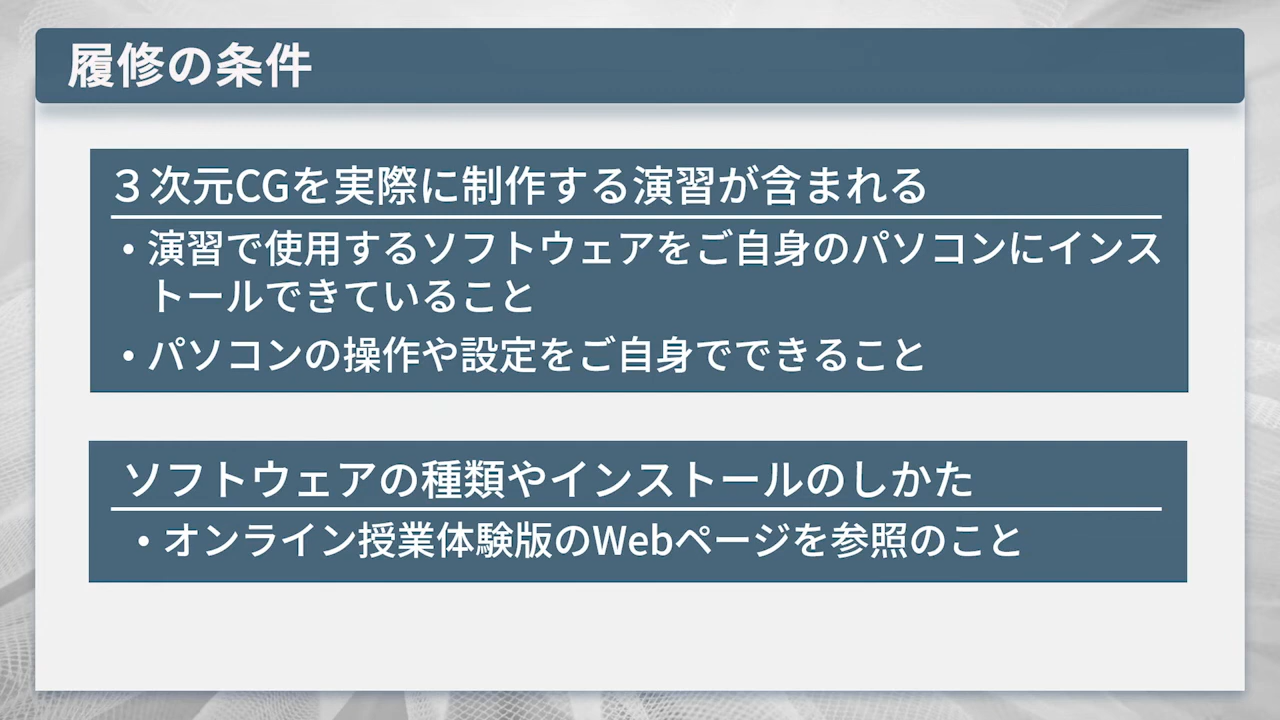 履修の条件
３次元CGを実際に制作する演習が含まれる
・演習で使用するソフトウェアをご自身のパソコンにインス
トールできていること
・パソコンの操作や設定をご自身でできること
ソフトウェアの種類やインストールのしかた
・オンライン授業体験版のWebページを参照のこと